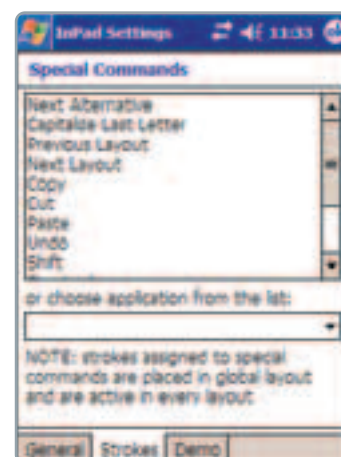 InPad Settings 11:33
Special Commands
Next Alternative
Capitalize Last Letter
Previous Layout
Next Layout
Copy
Cut
Paste
Undo
Shift
or choose application from the list:
NOTE: strokes assigned to special
commands are placed in global layout
and are active in every layout
General Strokes Demo